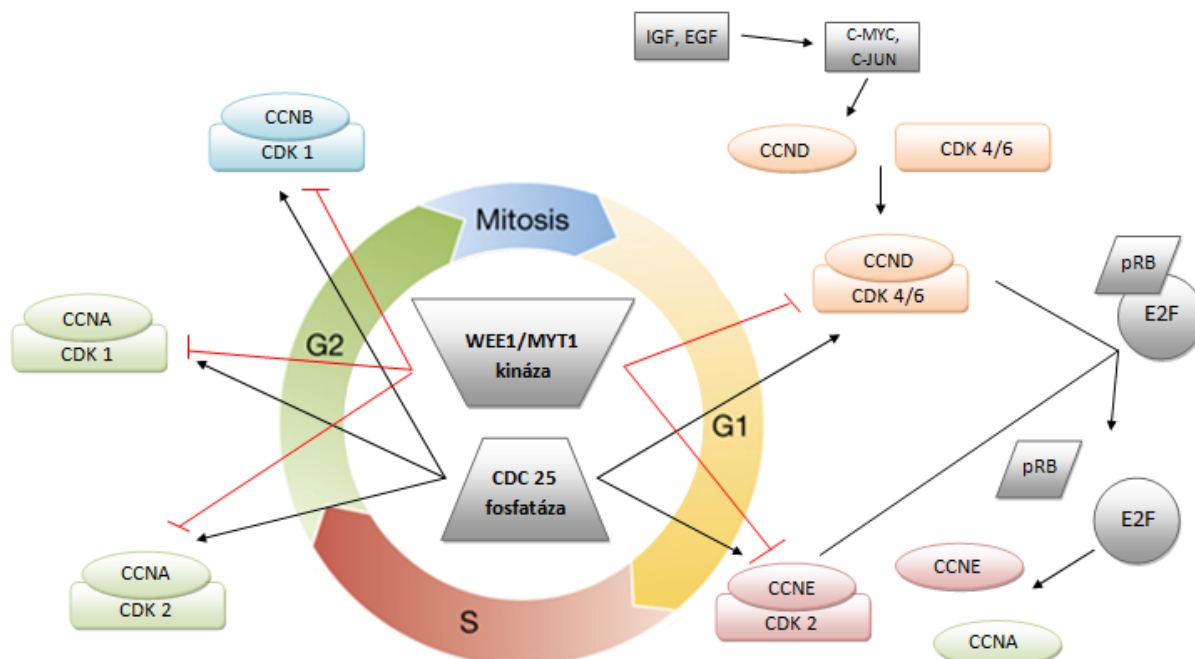 IGF, EGF
C-MYC,
C-JUN
CCND
CDK 4/6
CCNB
CDK 1
Mitosis
CCND
CDK 4/6
pRB
E2F
CCNA
CDK 1
G2
WEE1/MYT1
kináza
G1
CDC 25
fosfatáza
pRB
E2F
CCNA
CDK 2
S
CCNE
CDK 2
CCNE
CCNA